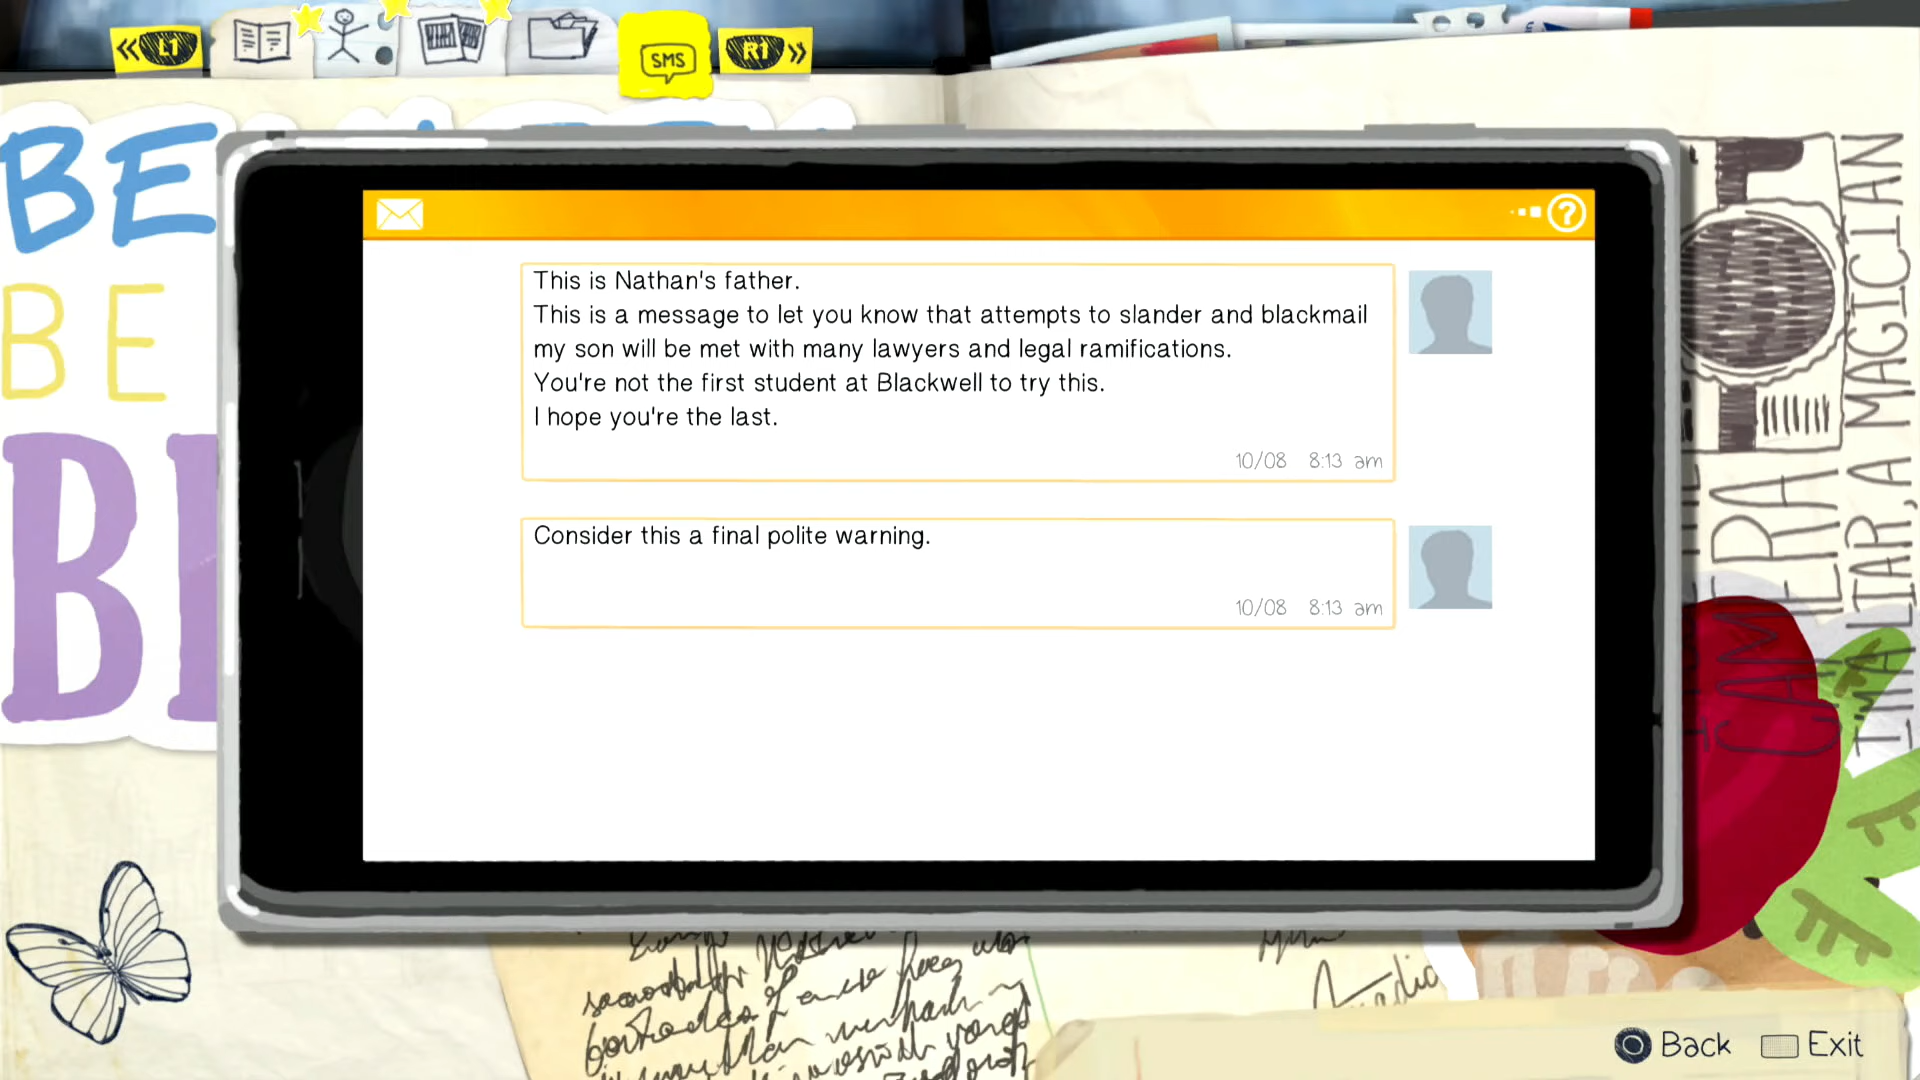 L1
SMS
R1
BE
BE
This is Nathan's father.
This is a message to let you know that attempts to slander and blackmail
my son will be met with many lawyers and legal ramifications.
You're not the first student at Blackwell to try this.
I hope you're the last.
10/08 8:13 am
Consider this a final polite warning.
10/08 8:13 am
CAMERA
I'M A LIAR, A MAGICIAN
Back
Exit